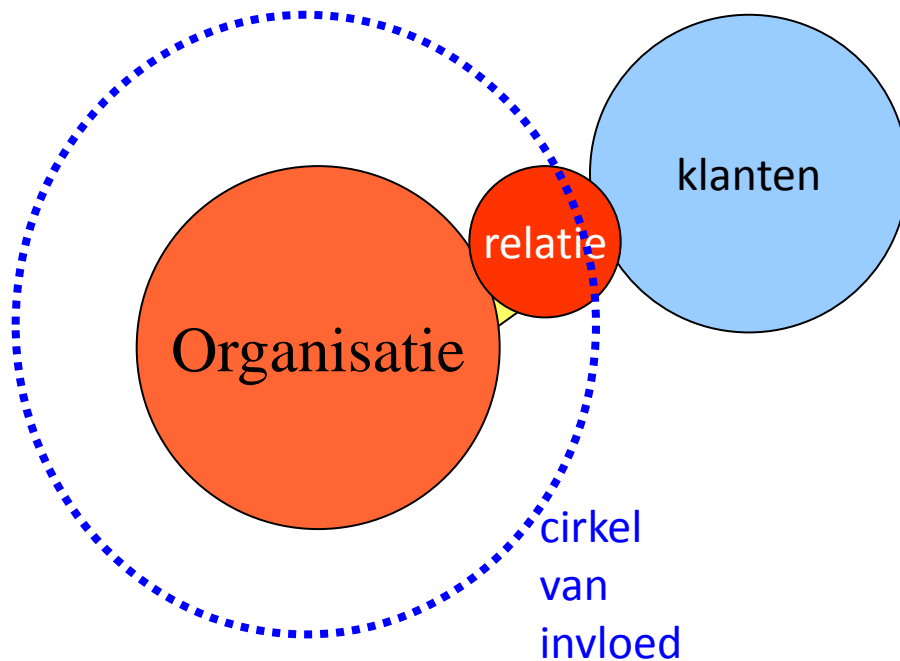 klanten
relatie
Organisatie
cirkel
van
invloed